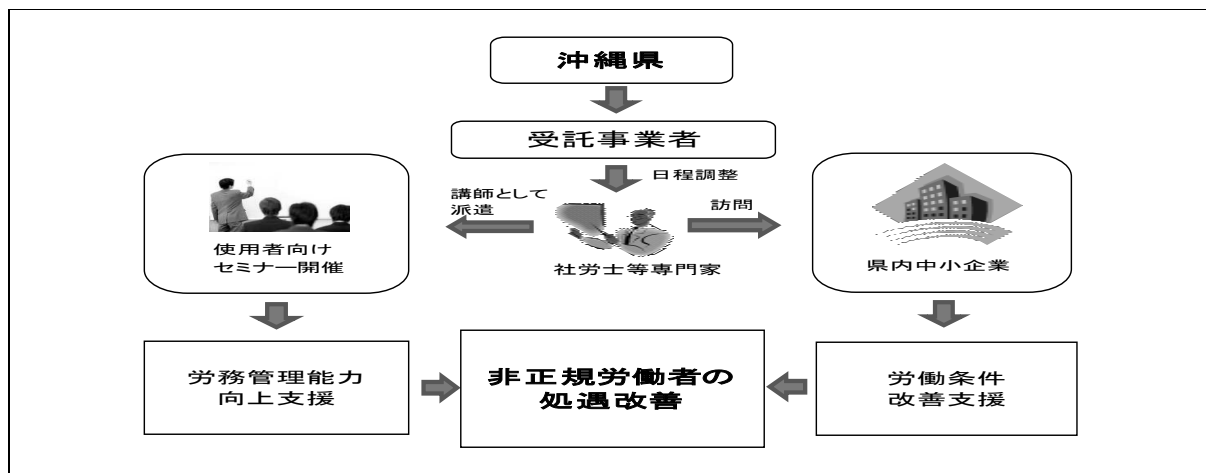 沖縄県
受託事業者
日程調整
講師として
派遣
訪問
使用者向け
セミナー開催
社労士等専門家
県内中小企業
労務管理能力
向上支援
非正規労働者の
処遇改善
労働条件
改善支援